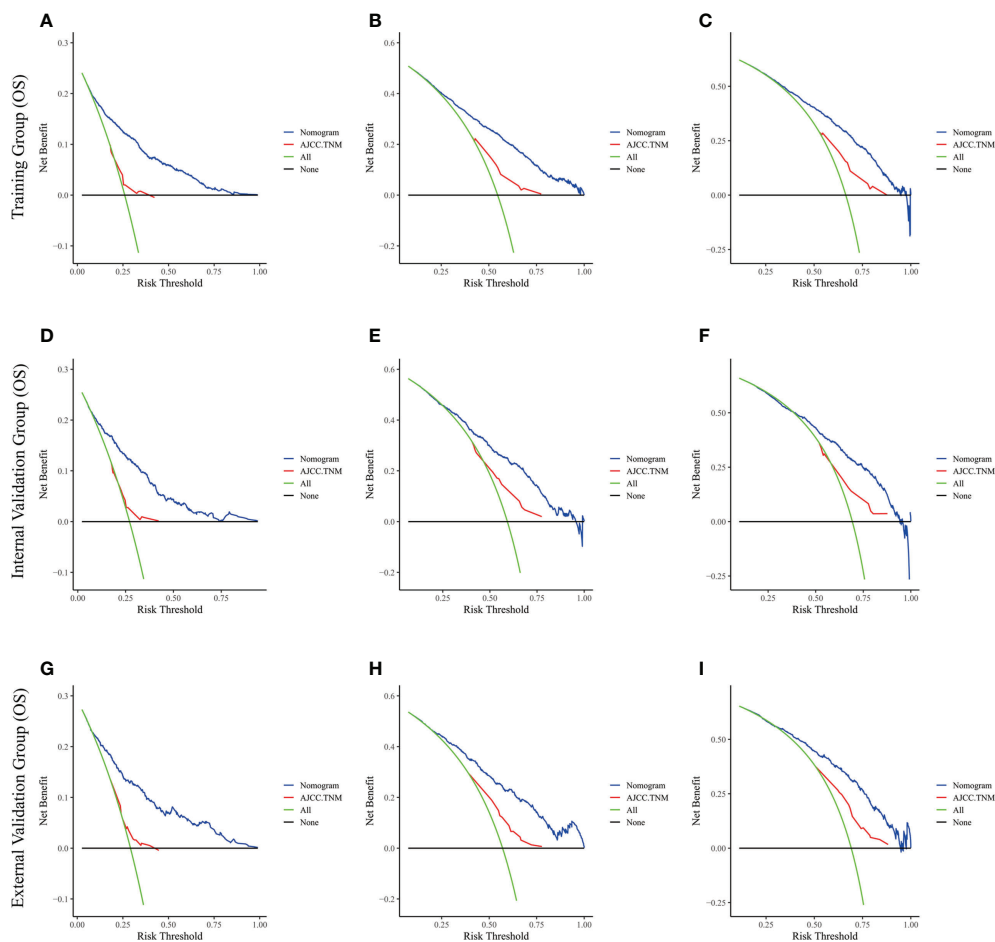 A
B
C
Training Group (OS)
Net Benefit
0.3
0.2
0.1
0.0
−0.1
0.00
0.25
0.50
0.75
1.00
Risk Threshold
Nomogram
AJCC.TNM
All
None
Net Benefit
0.6
0.4
0.2
0.0
−0.2
0.25
0.50
0.75
1.00
Risk Threshold
Nomogram
AJCC.TNM
All
None
Net Benefit
0.50
0.25
0.00
−0.25
0.25
0.50
0.75
1.00
Risk Threshold
Nomogram
AJCC.TNM
All
None
D
E
F
Internal Validation Group (OS)
Net Benefit
0.3
0.2
0.1
0.0
−0.1
0.00
0.25
0.50
0.75
Risk Threshold
Nomogram
AJCC.TNM
All
None
Net Benefit
0.6
0.4
0.2
0.0
−0.2
0.25
0.50
0.75
1.00
Risk Threshold
Nomogram
AJCC.TNM
All
None
Net Benefit
0.50
0.25
0.00
−0.25
0.25
0.50
0.75
1.00
Risk Threshold
Nomogram
AJCC.TNM
All
None
G
H
I
External Validation Group (OS)
Net Benefit
0.3
0.2
0.1
0.0
−0.1
0.00
0.25
0.50
0.75
1.00
Risk Threshold
Nomogram
AJCC.TNM
All
None
Net Benefit
0.6
0.4
0.2
0.0
−0.2
0.25
0.50
0.75
1.00
Risk Threshold
Nomogram
AJCC.TNM
All
None
Net Benefit
0.50
0.25
0.00
−0.25
0.25
0.50
0.75
1.00
Risk Threshold
Nomogram
AJCC.TNM
All
None